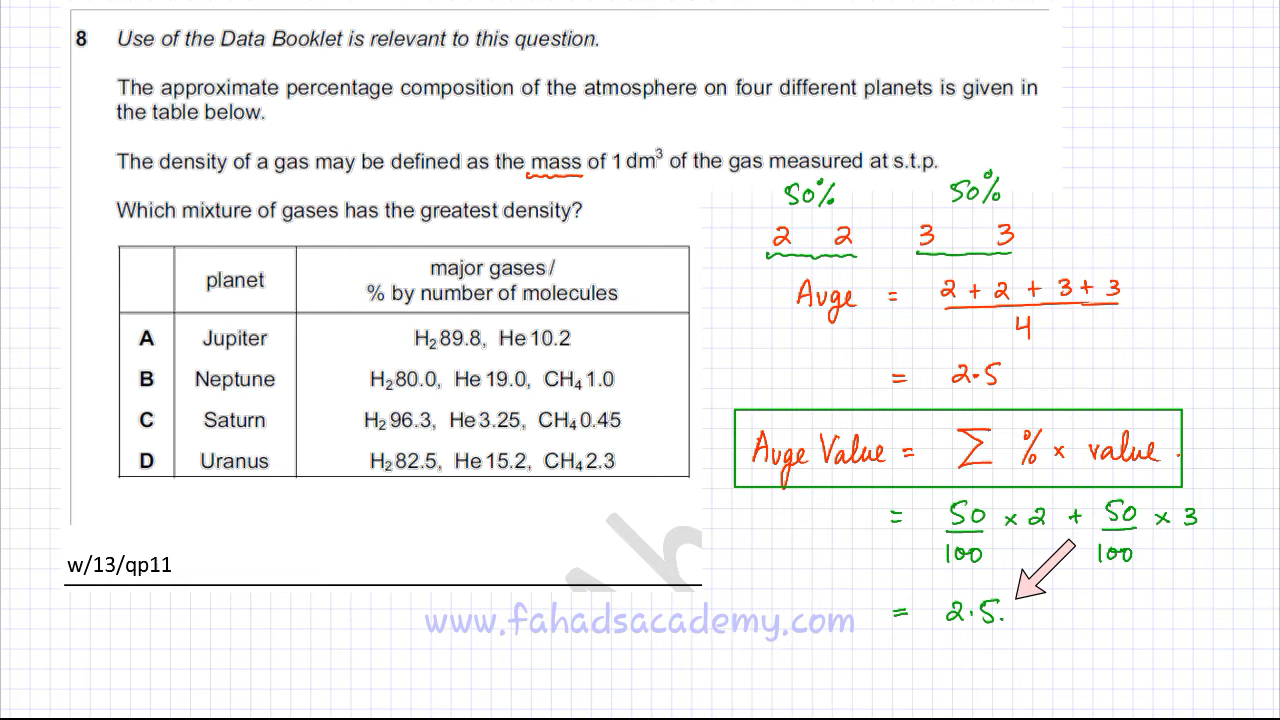 8 Use of the Data Booklet is relevant to this question.
The approximate percentage composition of the atmosphere on four different planets is given in
the table below.
The density of a gas may be defined as the mass of 1 dm³ of the gas measured at s.t.p.
Which mixture of gases has the greatest density?
planet major gases/
% by number of molecules
A Jupiter H₂ 89.8, He 10.2
B Neptune H₂ 80.0, He 19.0, CH₄ 1.0
C Saturn H₂ 96.3, He 3.25, CH₄ 0.45
D Uranus H₂ 82.5, He 15.2, CH₄ 2.3
w/13/qp11
50% 50%
2 2 3 3
Avge = 2 + 2 + 3 + 3
4
= 2.5
Avge Value = Σ % × value.
= 50 × 2 + 50 × 3
100 100
= 2.5.
www.fahadsacademy.com